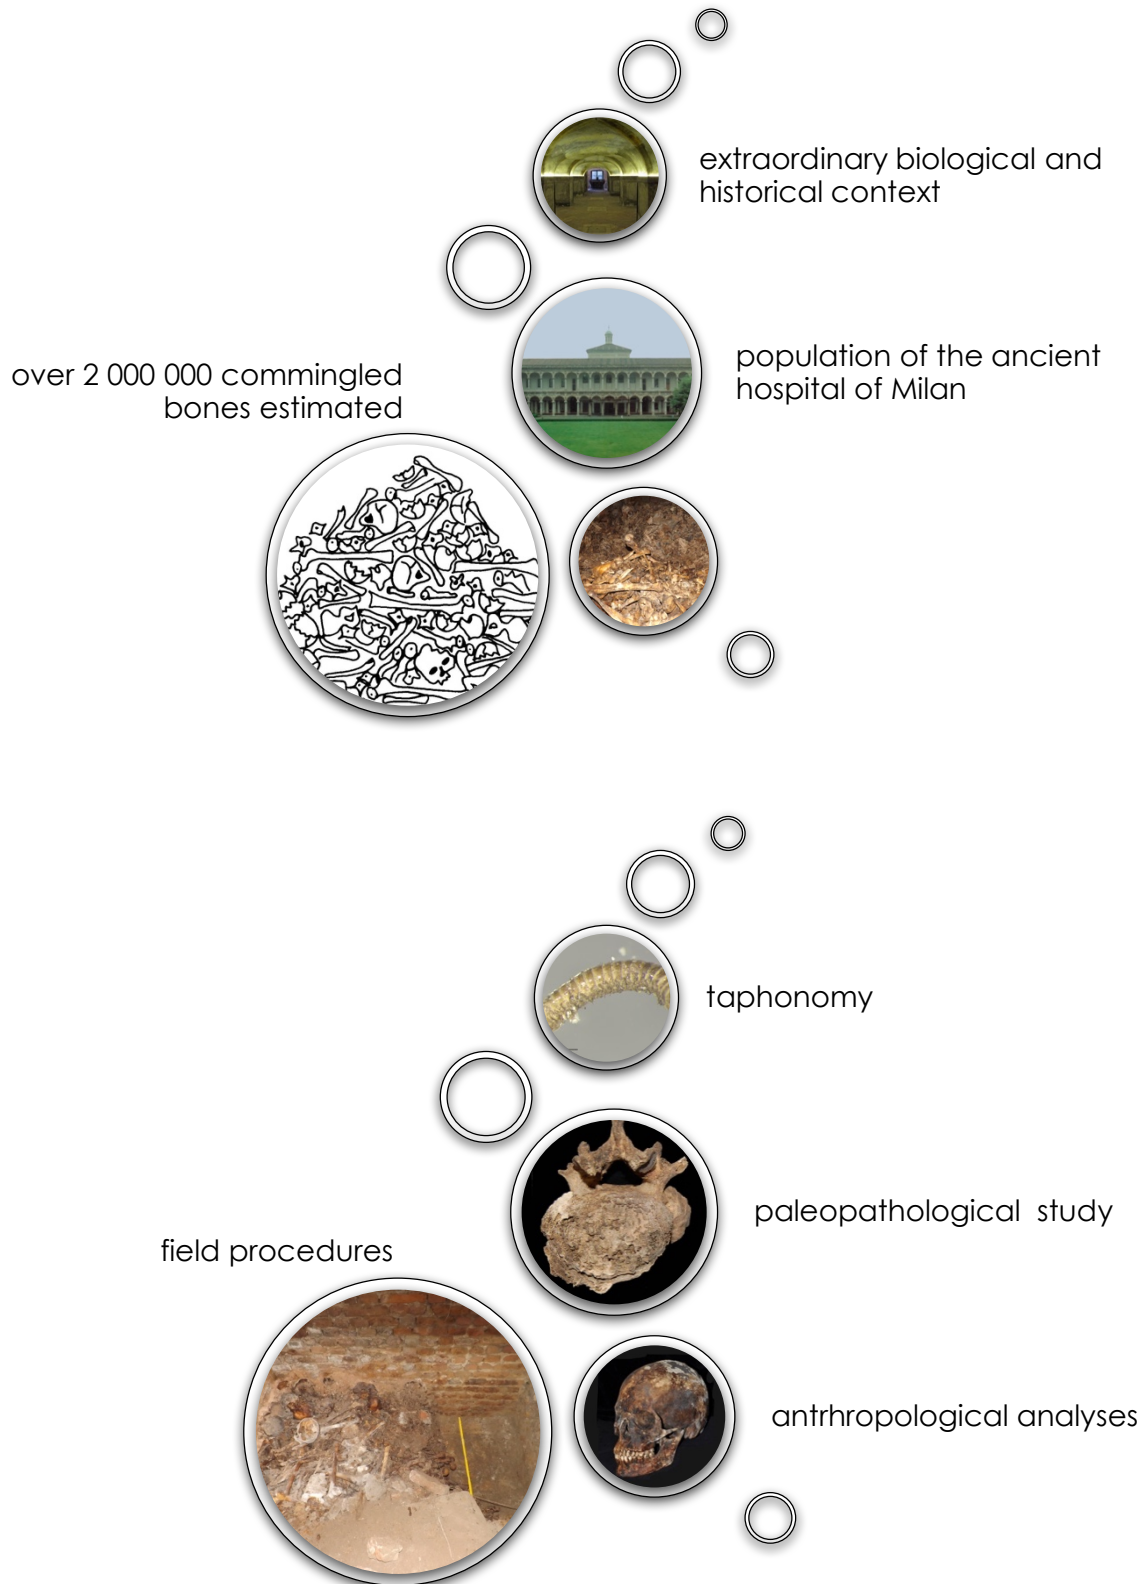 extraordinary biological and
historical context
over 2 000 000 commingled
bones estimated
population of the ancient
hospital of Milan
taphonomy
paleopathological  study
field procedures
antrhropological analyses